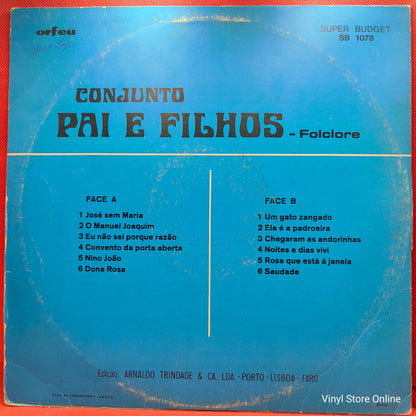 orfeu
SUPER BUDGET
SB 1078
CONJUNTO
PAI E FILHOS - Folclore
FACE A
1 José sem Maria
2 O Manuel Joaquim
3 Eu não sei porque razão
4 Convento da porta aberta
5 Nino João
6 Dona Rosa
FACE B
1 Um gato zangado
2 Ela é a padroeira
3 Chegaram as andorinhas
4 Noites e dias vivi
5 Rosa que está á janela
6 Saudade
Edição: ARNALDO TRINDADE & CA., LDA. - PORTO - LISBOA - FARO
Vinyl Store Online